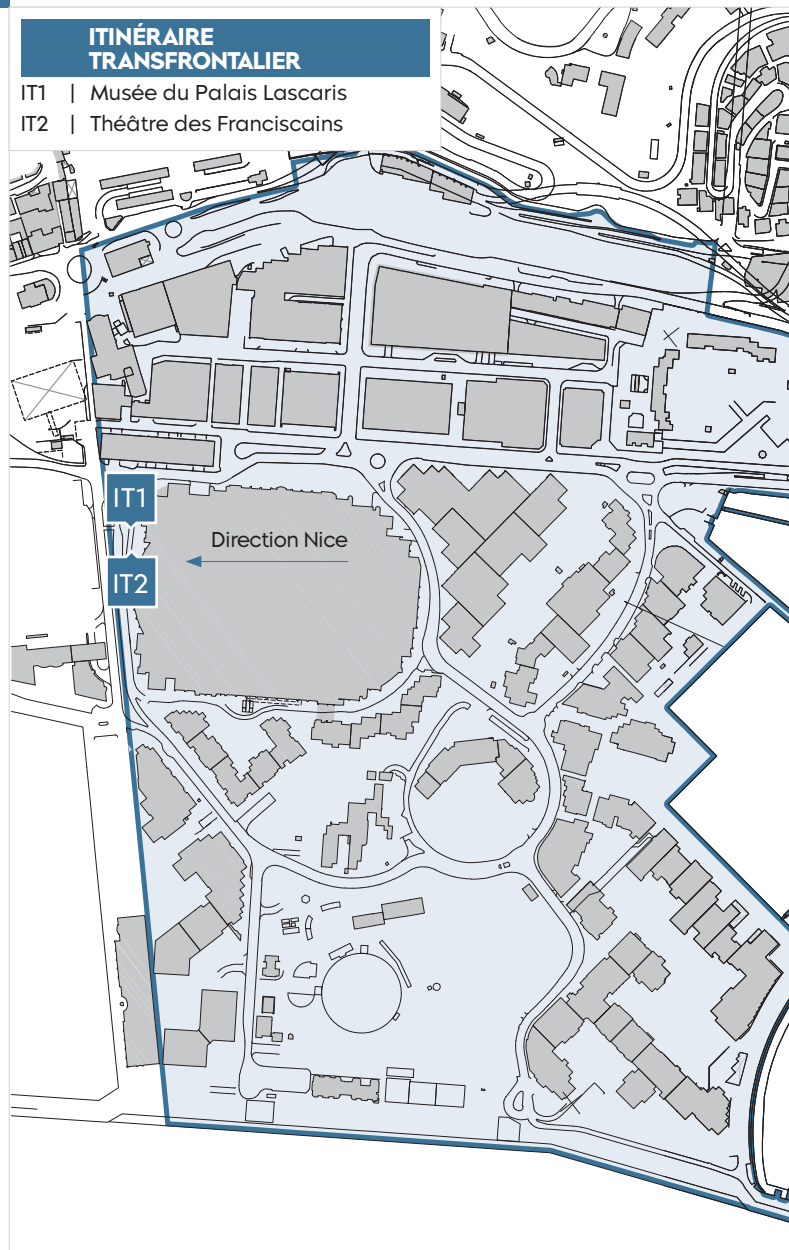 ITINÉRAIRE
TRANSFRONTALIER
IT1 | Musée du Palais Lascaris
IT2 | Théâtre des Franciscains
IT1
Direction Nice
IT2